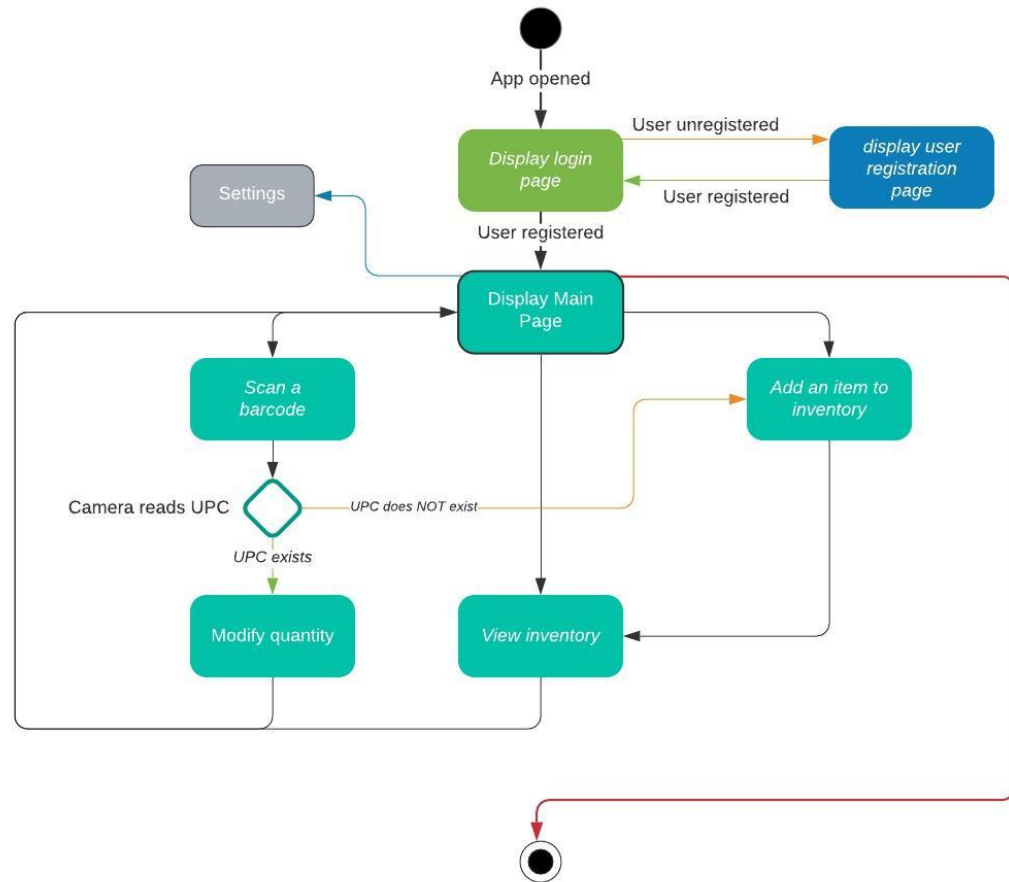 App opened
User unregistered
Display login
page
display user
registration
page
User registered
Settings
User registered
Display Main
Page
Scan a
barcode
Add an item to
inventory
Camera reads UPC
UPC does NOT exist
UPC exists
Modify quantity
View inventory